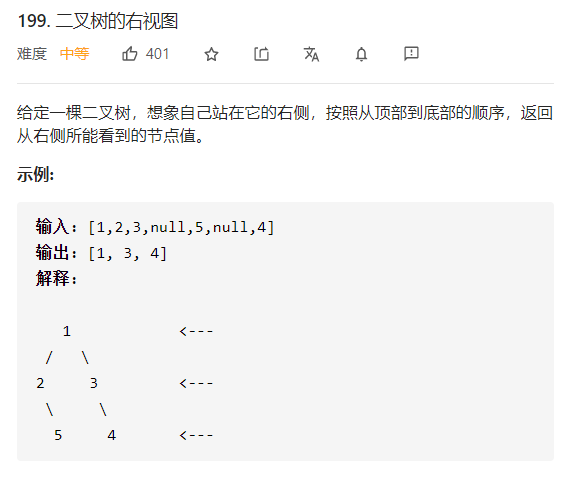 199. 二叉树的右视图
难度 中等 401
给定一棵二叉树，想象自己站在它的右侧，按照从顶部到底部的顺序，返回
从右侧所能看到的节点值。
示例:
输入: [1,2,3,null,5,null,4]
输出: [1, 3, 4]
解释:
   1            <---
 /   \
2     3         <---
 \     \
  5     4       <---